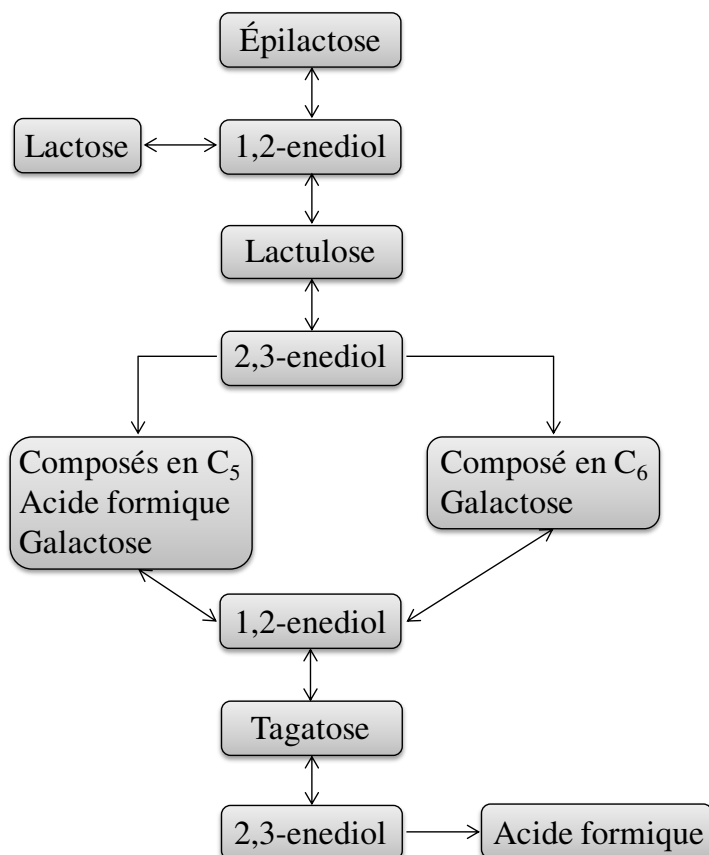 Épilactose
Lactose
1,2-enediol
Lactulose
2,3-enediol
Composés en C₅
Acide formique
Galactose
Composé en C₆
Galactose
1,2-enediol
Tagatose
2,3-enediol
Acide formique